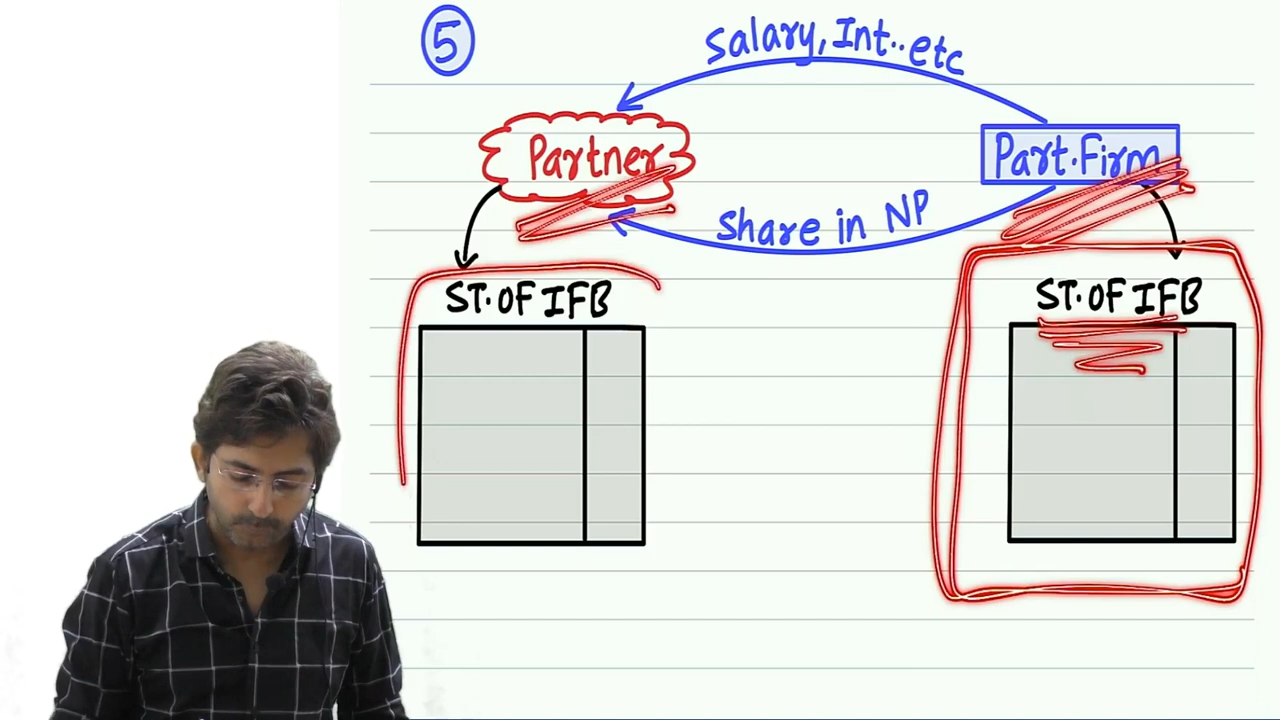 5
Salary, Int..etc
Partner
Part.Firm
Share in NP
ST.OF IFB
ST.OF IFB